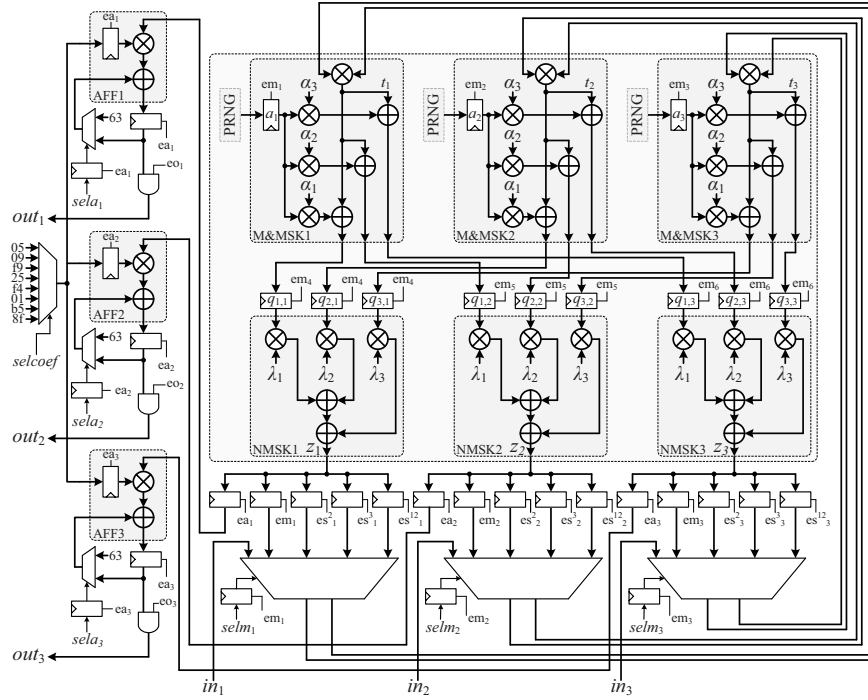 ea₁
AFF1
63
ea₁
ea₁
eo₁
sela₁
out₁
05
09
f9
25
f4
01
b5
8f
selcoef
ea₂
AFF2
63
ea₂
ea₂
eo₂
sela₂
out₂
ea₃
AFF3
63
ea₃
ea₃
eo₃
sela₃
out₃
PRNG
em₁
a₁
α₃
t₁
α₂
α₁
M&MSK1
PRNG
em₂
a₂
α₃
t₂
α₂
α₁
M&MSK2
PRNG
em₃
a₃
α₃
t₃
α₂
α₁
M&MSK3
q₁,₁ em₄
q₂,₁ em₄
q₃,₁ em₄
q₁,₂ em₅
q₂,₂ em₅
q₃,₂ em₅
q₁,₃ em₆
q₂,₃ em₆
q₃,₃ em₆
λ₁ λ₂ λ₃
λ₁ λ₂ λ₃
λ₁ λ₂ λ₃
NMSK1 z₁
NMSK2 z₂
NMSK3 z₃
ea₁ em₁ es²₁ es³₁ es¹²₁
ea₂ em₂ es²₂ es³₂ es¹²₂
ea₃ em₃ es²₃ es³₃ es¹²₃
selm₁ em₁
selm₂ em₂
selm₃ em₃
in₁
in₂
in₃